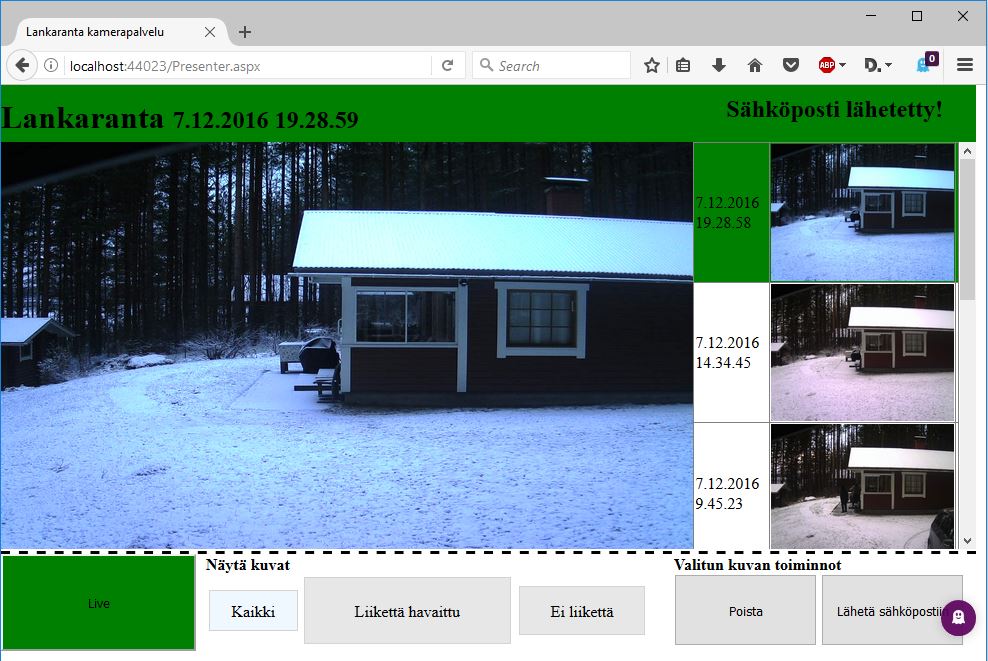 Lankaranta kamerapalvelu
localhost:44023/Presenter.aspx
Search
ABP
D.
0
Lankaranta 7.12.2016 19.28.59
Sähköposti lähetetty!
7.12.2016
19.28.58
7.12.2016
14.34.45
7.12.2016
9.45.23
Live
Näytä kuvat
Kaikki
Liikettä havaittu
Ei liikettä
Valitun kuvan toiminnot
Poista
Lähetä sähköpostii